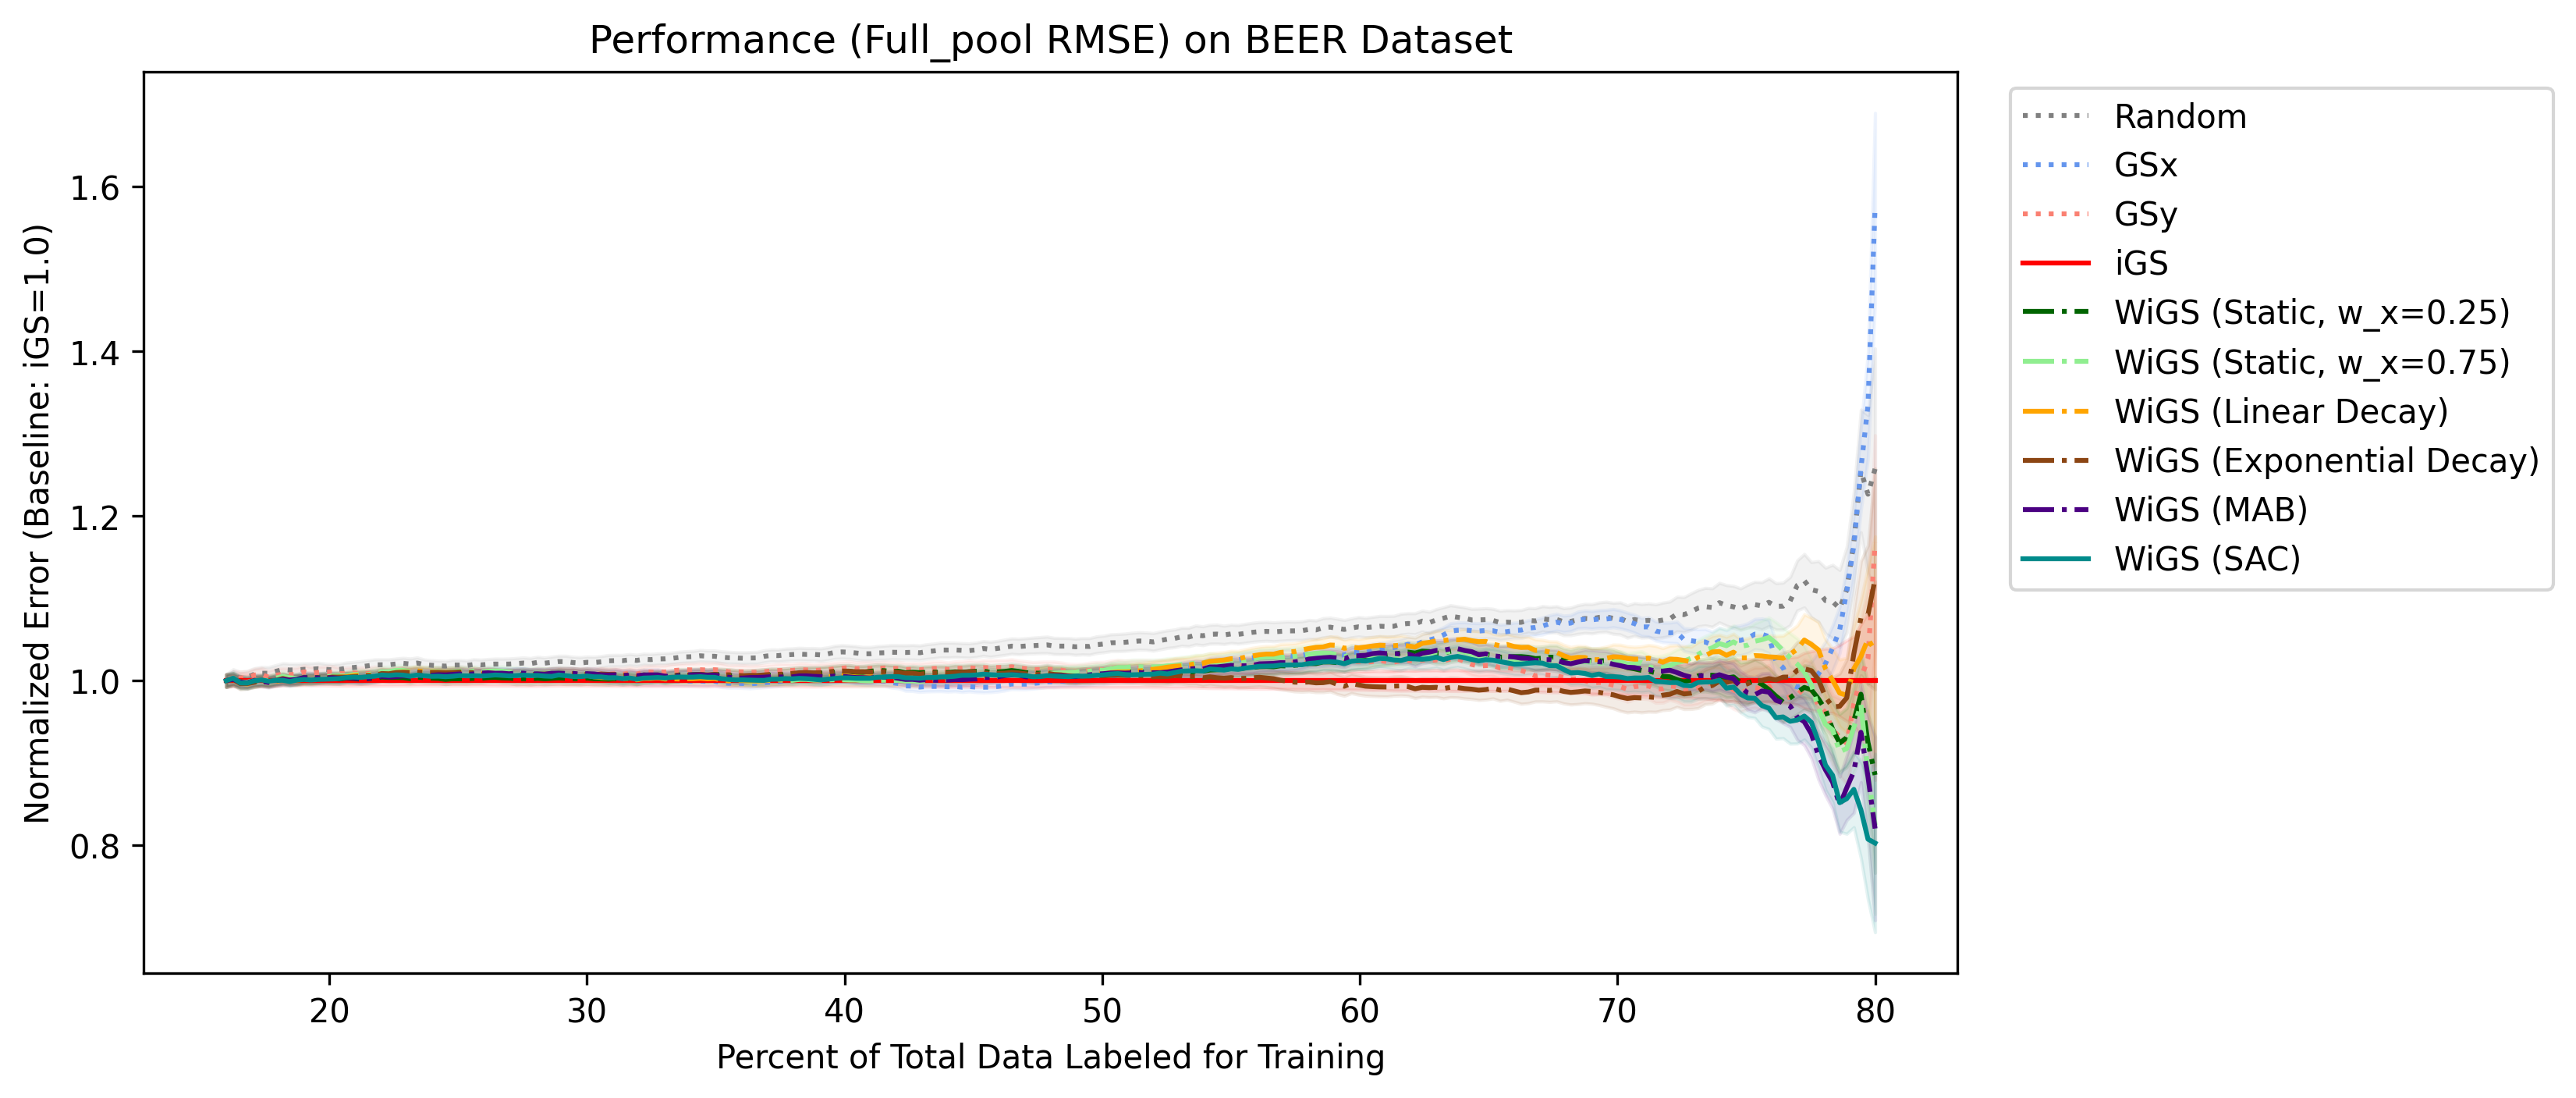 Performance (Full_pool RMSE) on BEER Dataset
Normalized Error (Baseline: iGS=1.0)
1.6
1.4
1.2
1.0
0.8
20
30
40
50
60
70
80
Percent of Total Data Labeled for Training
Random
GSx
GSy
iGS
WiGS (Static, w_x=0.25)
WiGS (Static, w_x=0.75)
WiGS (Linear Decay)
WiGS (Exponential Decay)
WiGS (MAB)
WiGS (SAC)